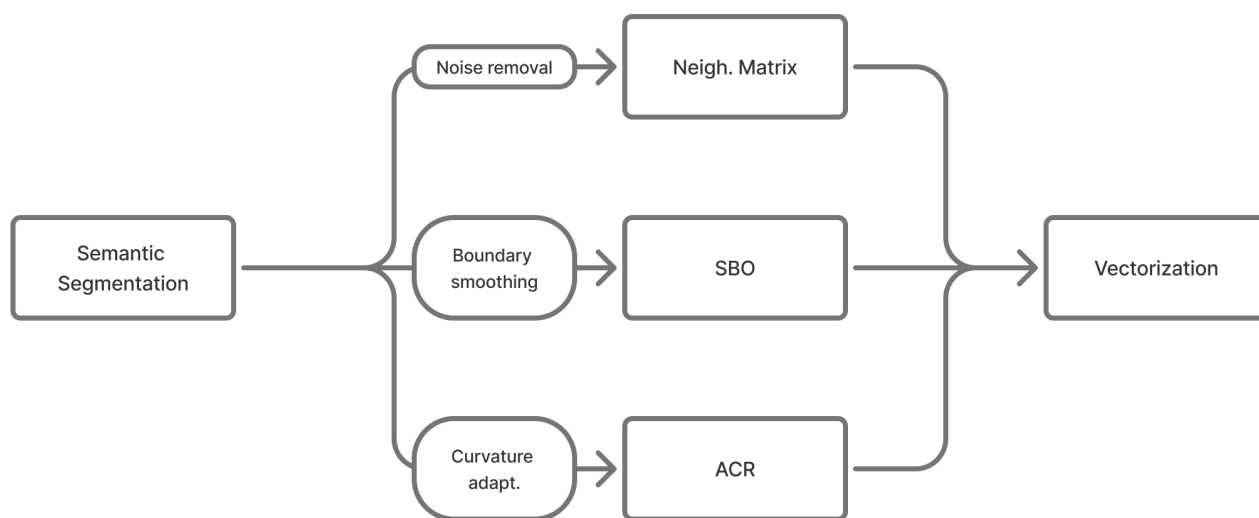 Noise removal
Neigh. Matrix
Semantic
Segmentation
Boundary
smoothing
SBO
Vectorization
Curvature
adapt.
ACR